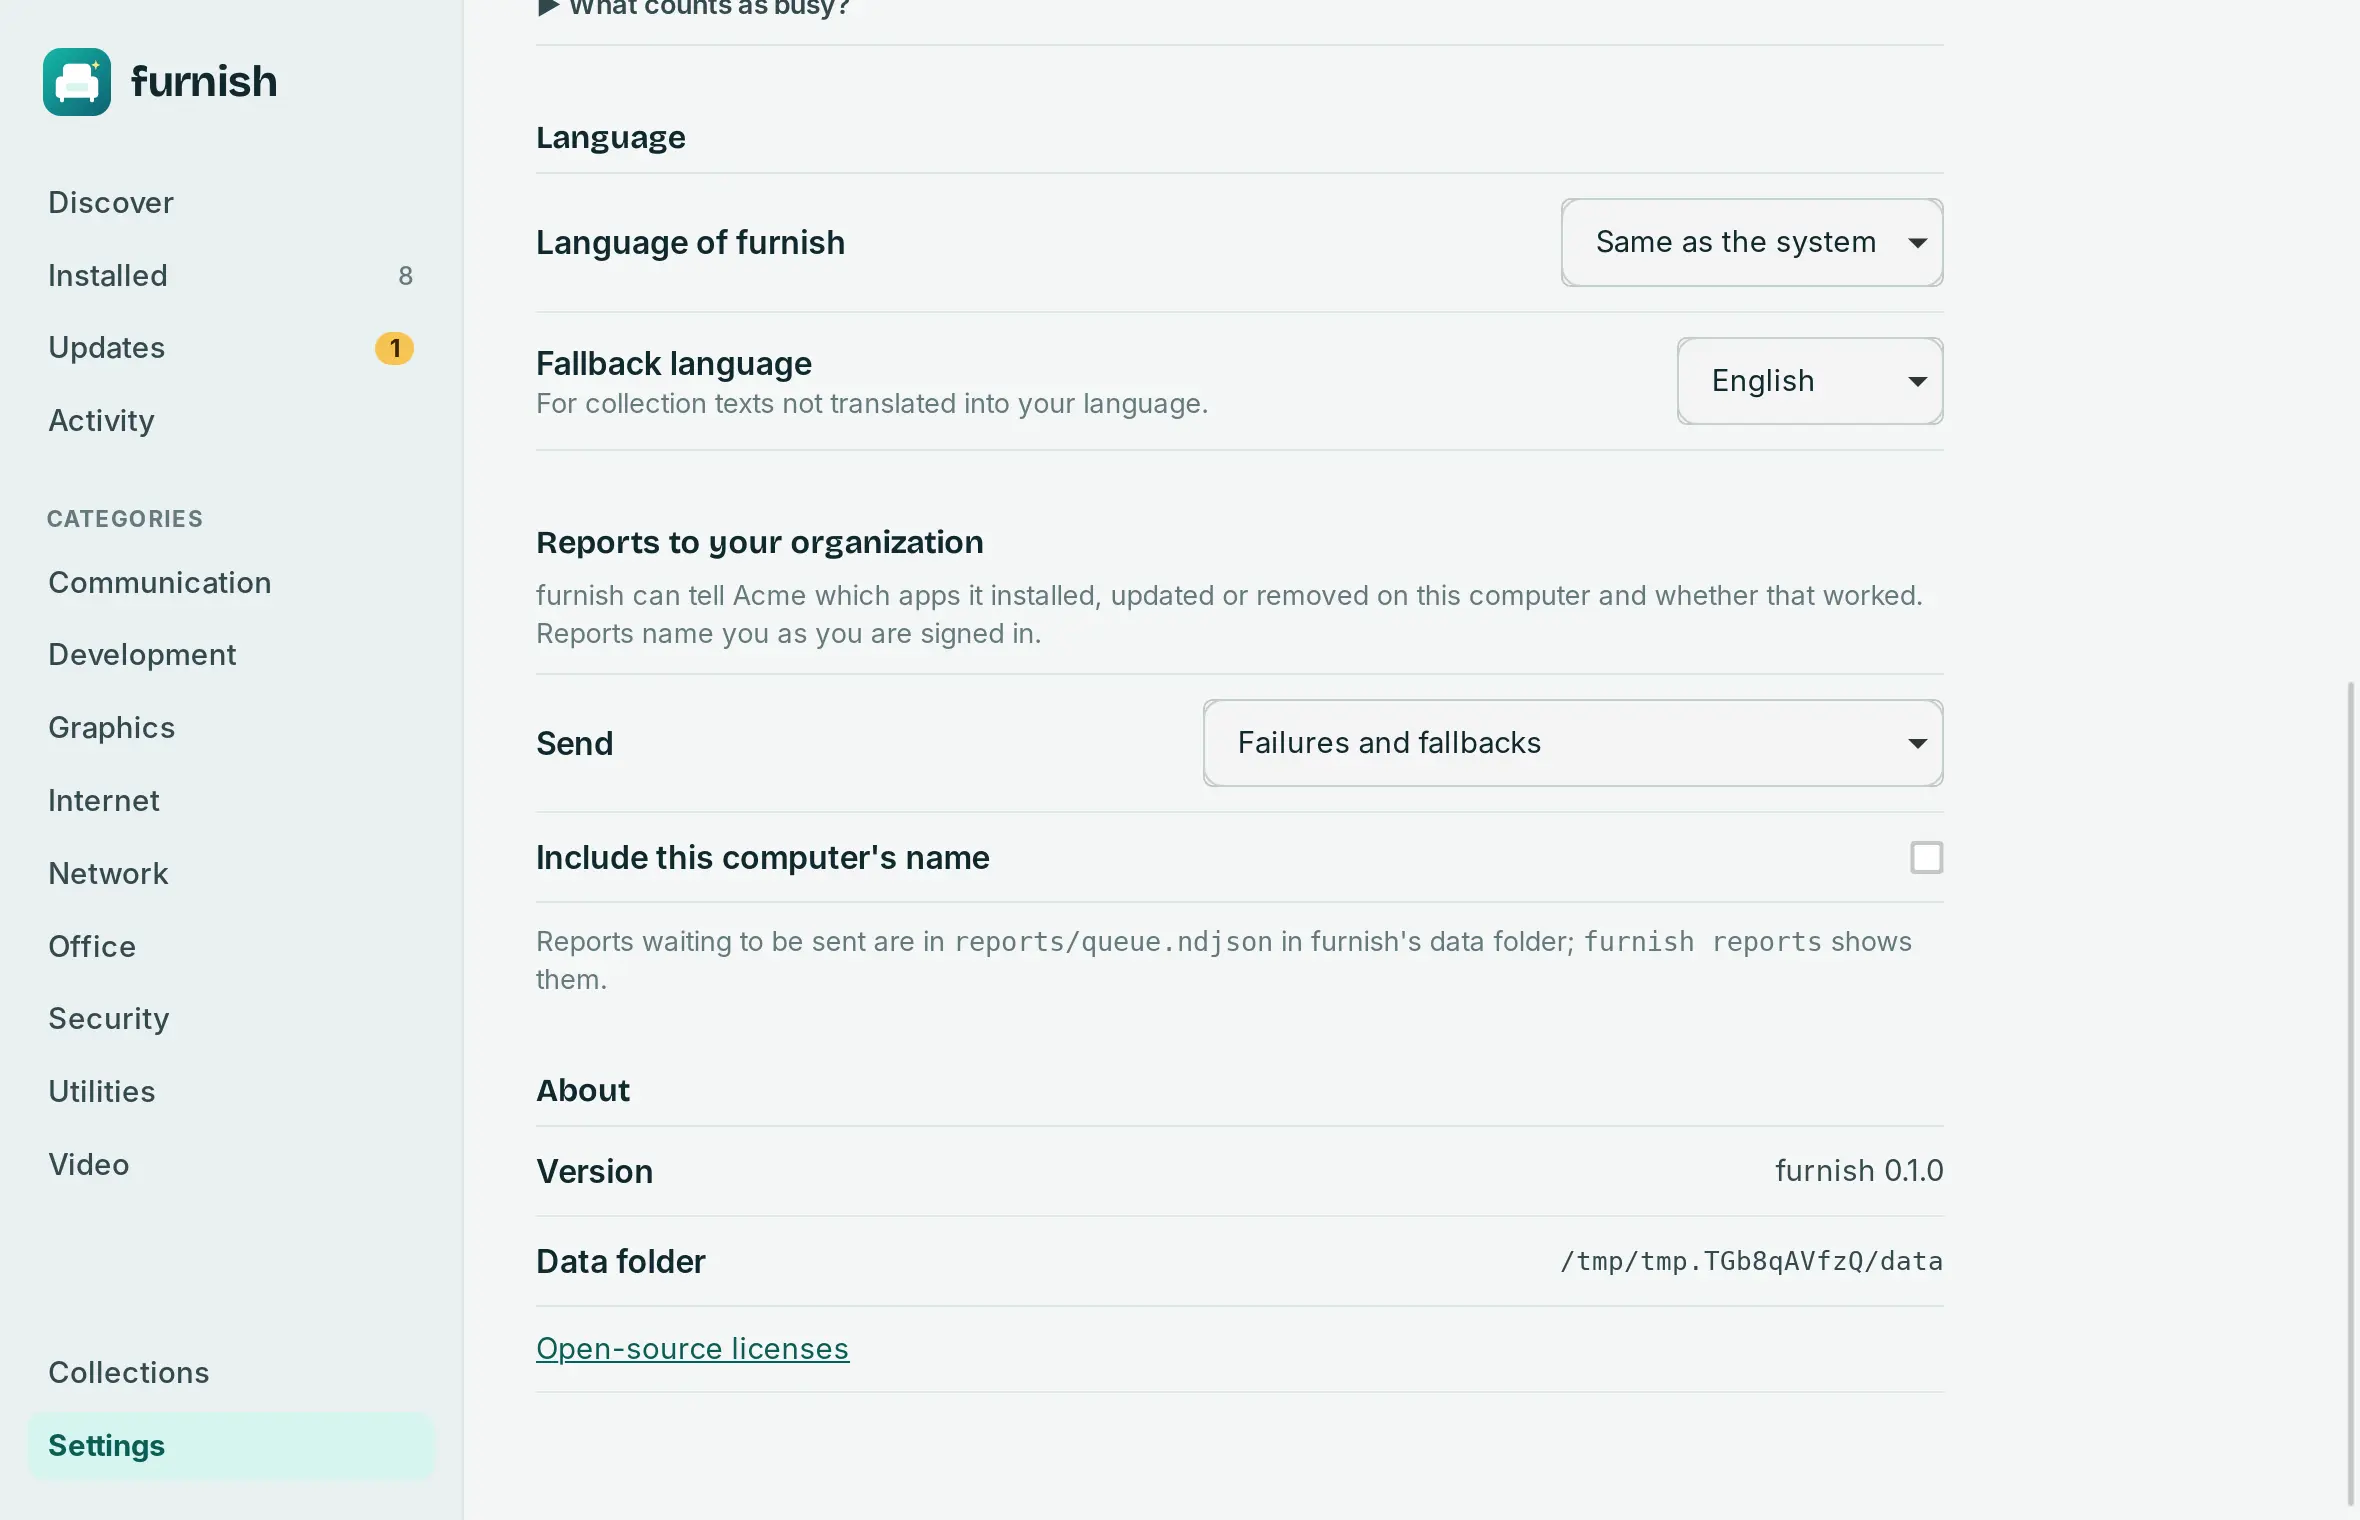 furnish
Discover
Installed 8
Updates 1
Activity
CATEGORIES
Communication
Development
Graphics
Internet
Network
Office
Security
Utilities
Video
Collections
Settings
What counts as busy?
Language
Language of furnish Same as the system
Fallback language English
For collection texts not translated into your language.
Reports to your organization
furnish can tell Acme which apps it installed, updated or removed on this computer and whether that worked.
Reports name you as you are signed in.
Send Failures and fallbacks
Include this computer's name
Reports waiting to be sent are in reports/queue.ndjson in furnish's data folder; furnish reports shows
them.
About
Version furnish 0.1.0
Data folder /tmp/tmp.TGb8qAVfzQ/data
Open-source licenses